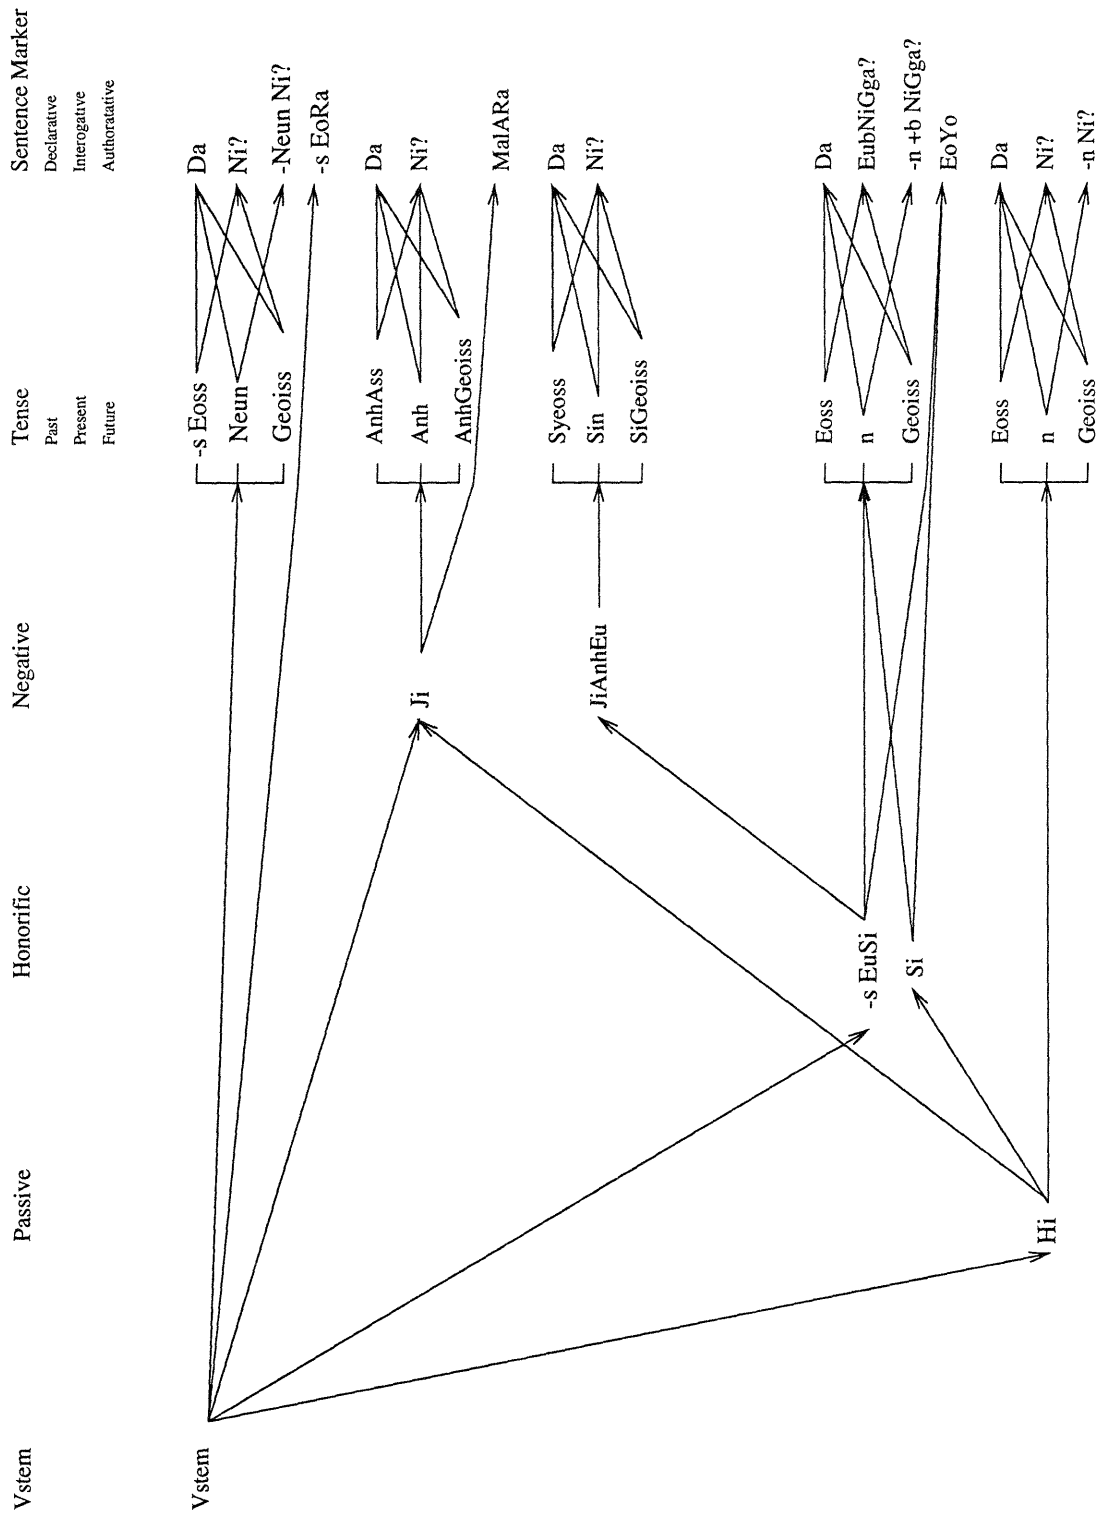 Vstem
Passive
Honorific
Negative
Tense
Past
Present
Future
Sentence Marker
Declarative
Interogative
Authoratative
Vstem
Hi
-s EuSi
Si
Ji
JiAnhEu
-s Eoss
Neun
Geoiss
Da
Ni?
-Neun Ni?
-s EoRa
AnhAss
Anh
AnhGeoiss
Da
Ni?
MalARa
Syeoss
Sin
SiGeoiss
Da
Ni?
Eoss
n
Geoiss
Da
EubNiGga?
-n +b NiGga?
EoYo
Eoss
n
Geoiss
Da
Ni?
-n Ni?